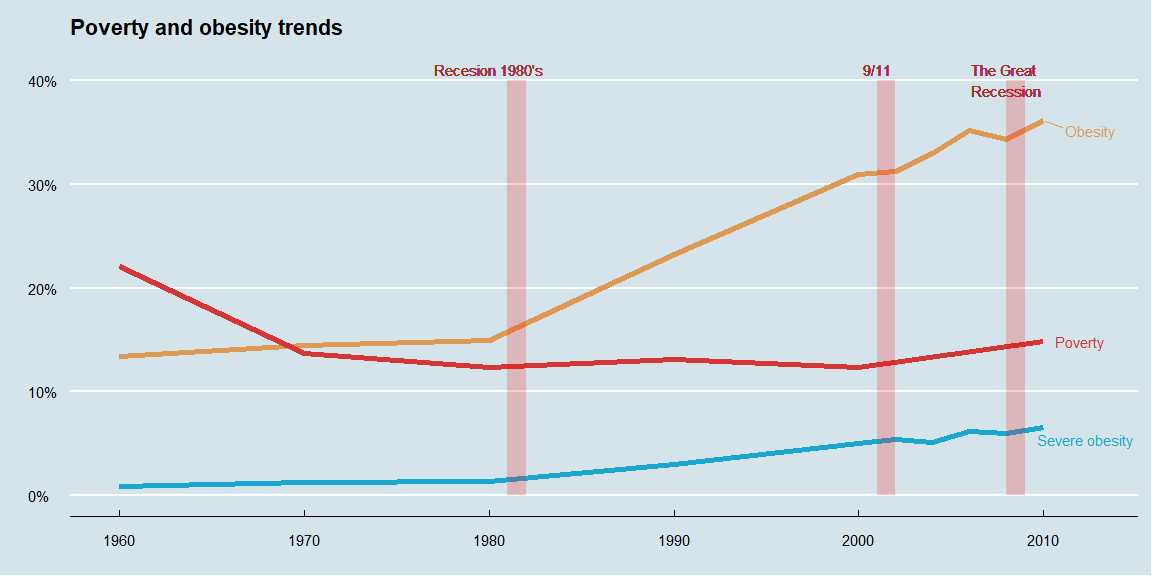 Poverty and obesity trends
Recesion 1980's
9/11
The Great
Recession
40%
30%
20%
10%
0%
Obesity
Poverty
Severe obesity
1960
1970
1980
1990
2000
2010